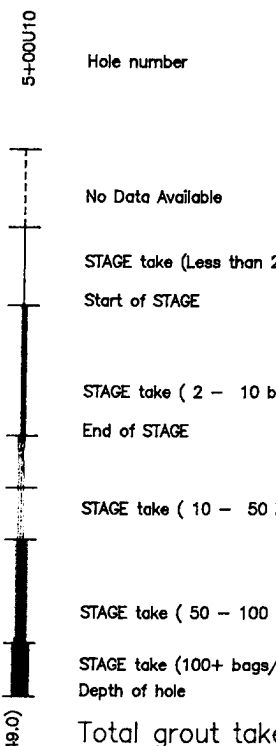 5+00U10
Hole number
No Data Available
STAGE take (Less than 2
Start of STAGE
STAGE take ( 2 – 10 b
End of STAGE
STAGE take ( 10 – 50
STAGE take ( 50 – 100
STAGE take (100+ bags/
Depth of hole
49.0)
Total grout take